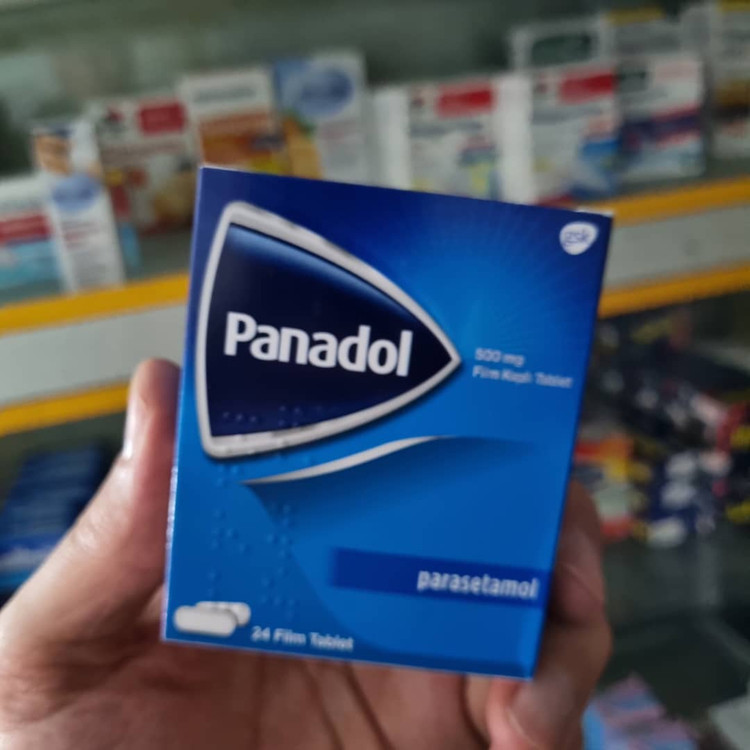 gsk
Panadol
500 mg
Film Kaplı Tablet
parasetamol
24 Film Tablet